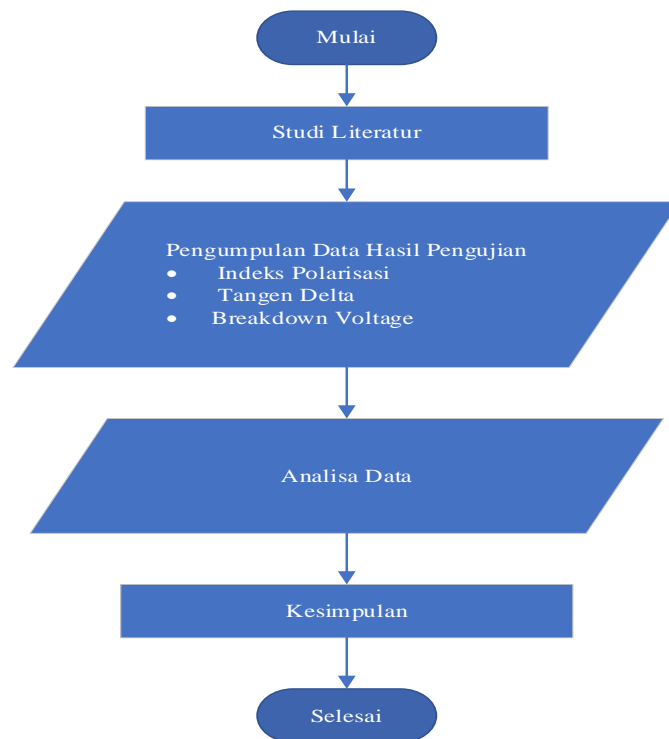 Mulai
Studi Literatur
Pengumpulan Data Hasil Pengujian
● Indeks Polarisasi
● Tangen Delta
● Breakdown Voltage
Analisa Data
Kesimpulan
Selesai